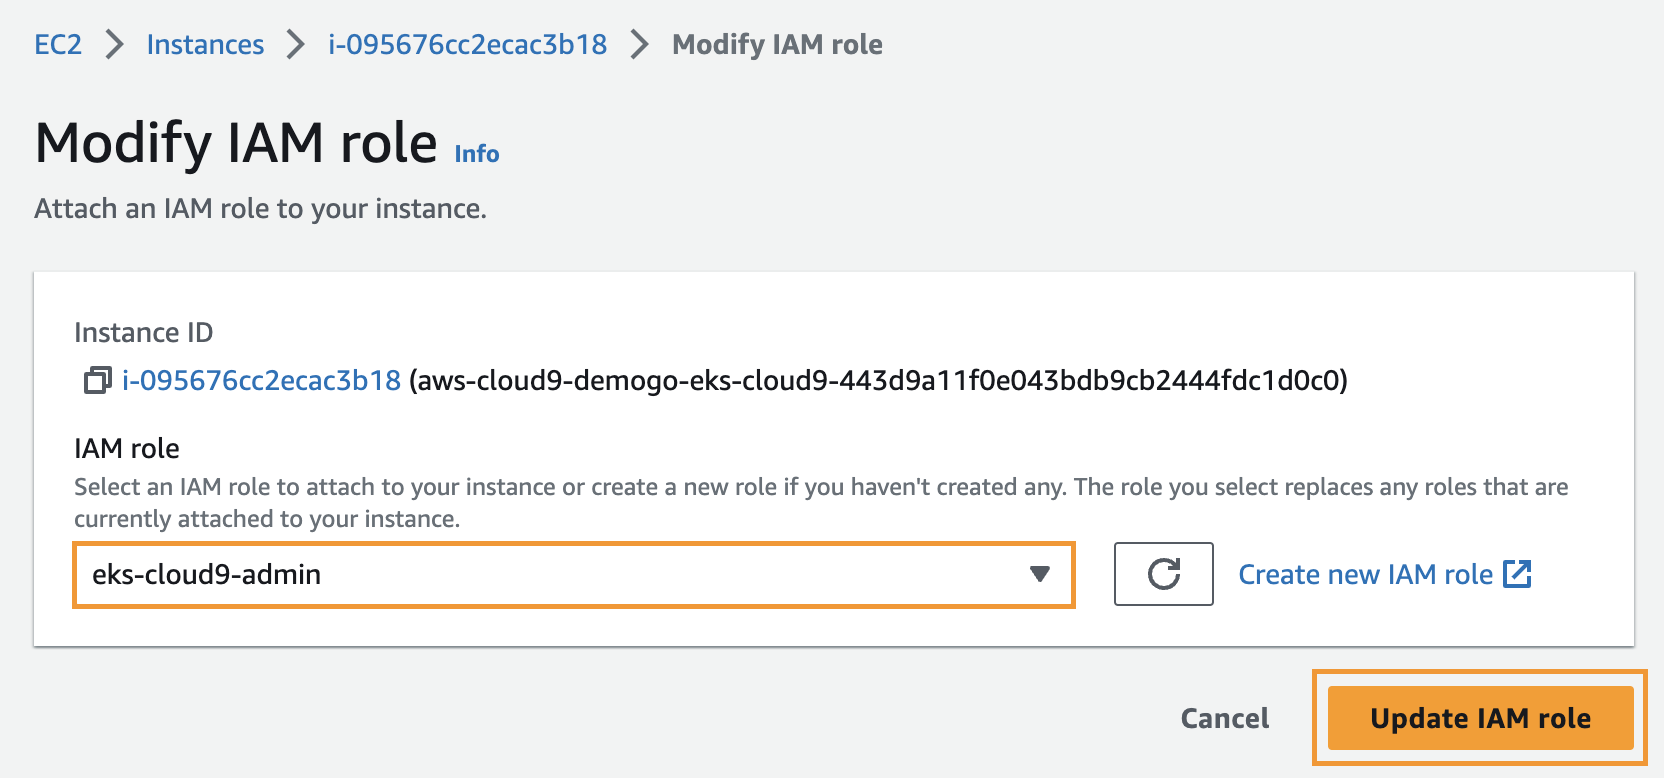 EC2 > Instances > i-095676cc2ecac3b18 > Modify IAM role
Modify IAM role Info
Attach an IAM role to your instance.
Instance ID
i-095676cc2ecac3b18 (aws-cloud9-demogo-eks-cloud9-443d9a11f0e043bdb9cb2444fdc1d0c0)
IAM role
Select an IAM role to attach to your instance or create a new role if you haven't created any. The role you select replaces any roles that are
currently attached to your instance.
eks-cloud9-admin
Create new IAM role
Cancel
Update IAM role